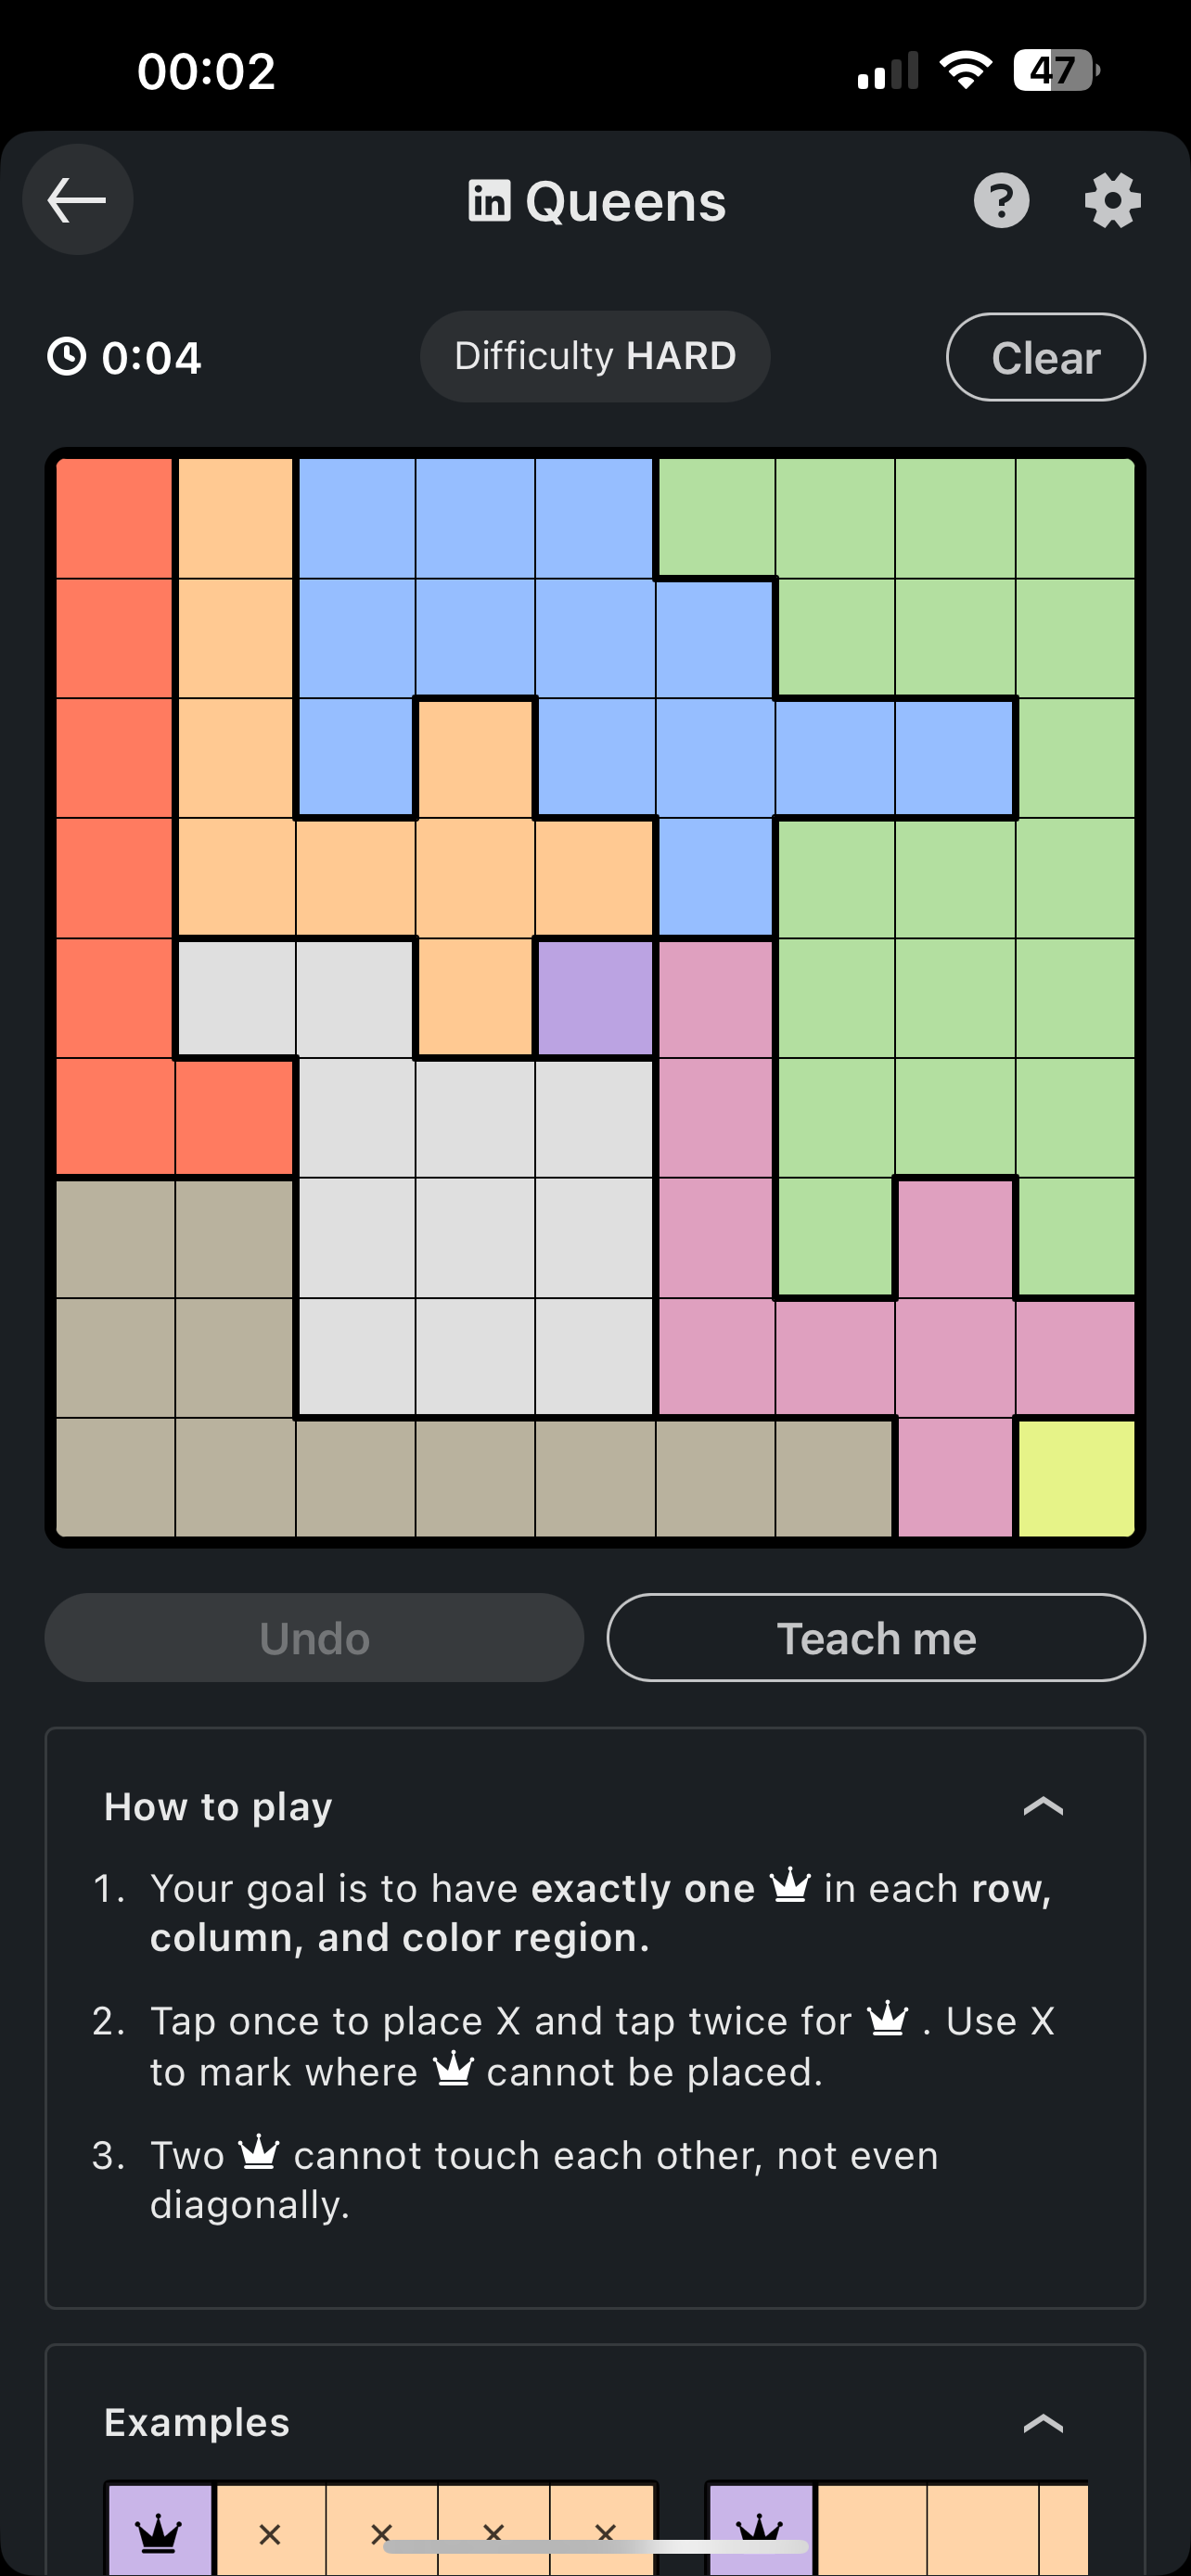 00:02
47
in Queens
?
0:04
Difficulty HARD
Clear
Undo
Teach me
How to play
1. Your goal is to have exactly one in each row,
column, and color region.
2. Tap once to place X and tap twice for . Use X
to mark where cannot be placed.
3. Two cannot touch each other, not even
diagonally.
Examples